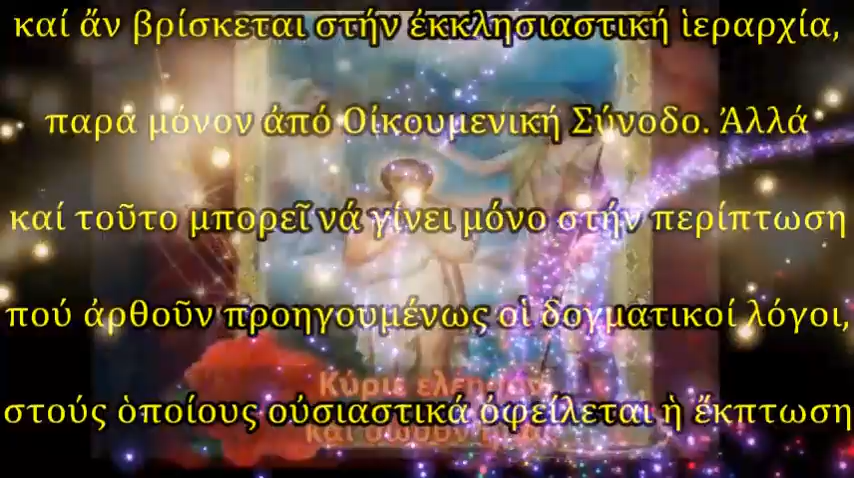 καί ἄν βρίσκεται στήν ἐκκλησιαστική ἱεραρχία,
παρά μόνον ἀπό Οἰκουμενική Σύνοδο. Ἀλλά
καί τοῦτο μπορεῖ νά γίνει μόνο στήν περίπτωση
πού ἀρθοῦν προηγουμένως οἱ δογματικοί λόγοι,
Κύριε
στούς ὁποίους οὐσιαστικά ὀφείλεται ἡ ἔκπτωση